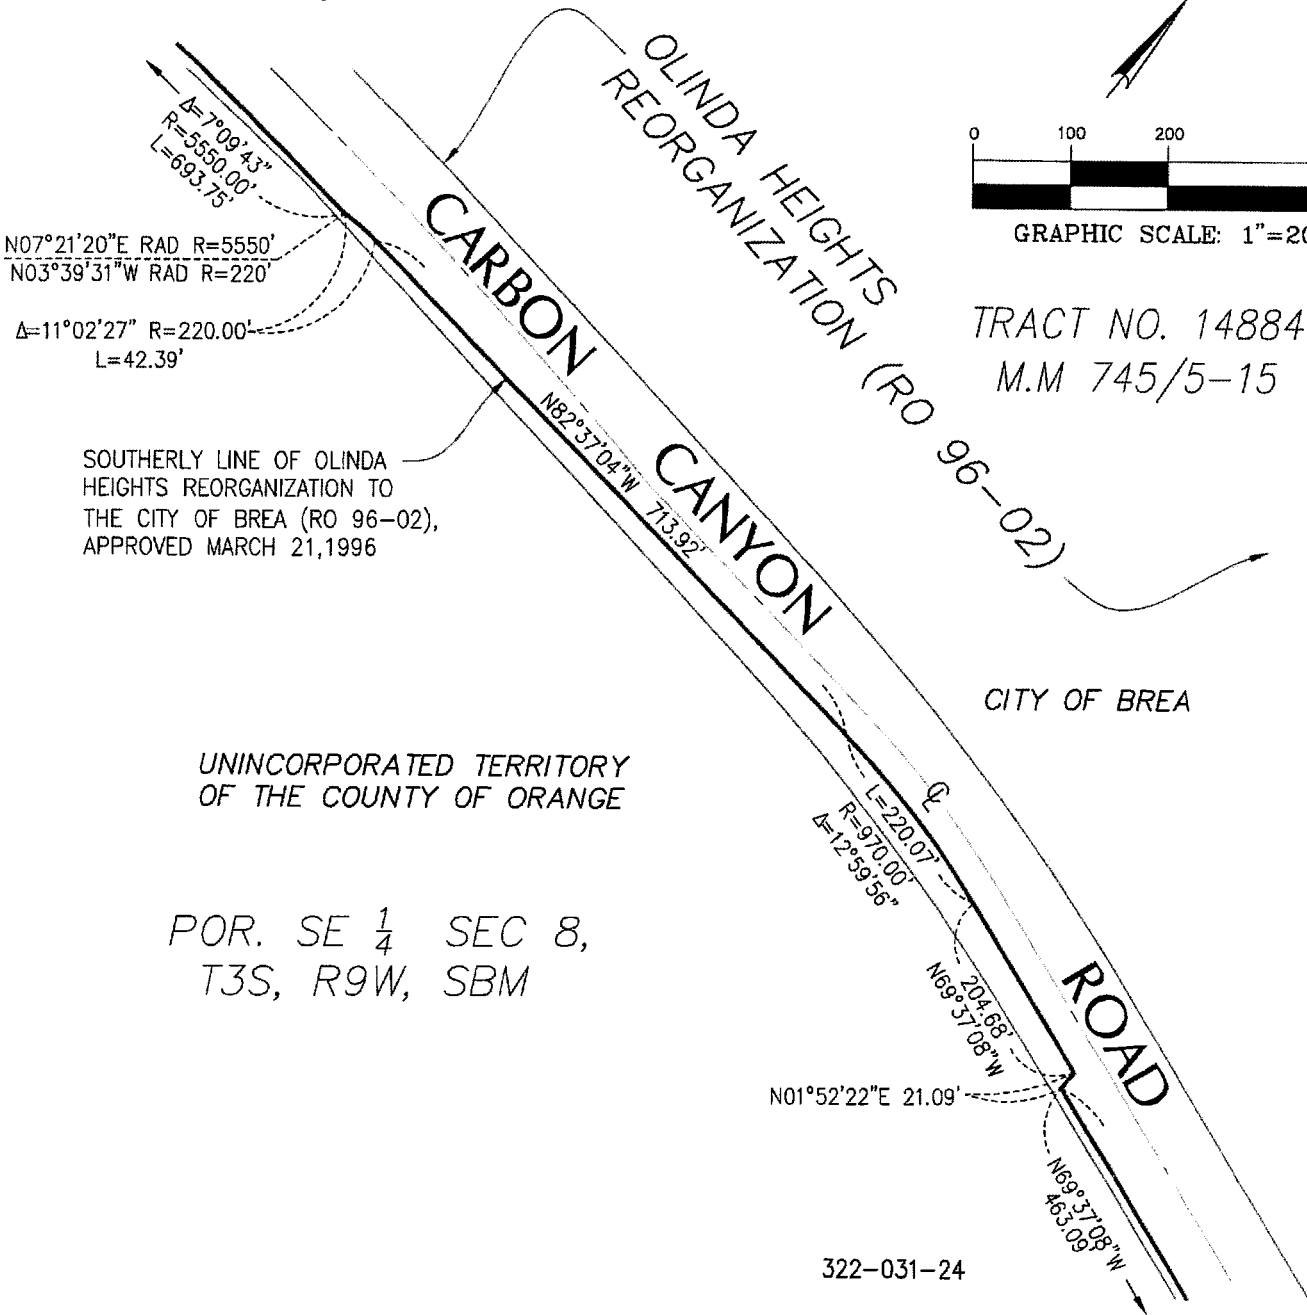 OLINDA HEIGHTS
REORGANIZATION (RO 96-02)
0 100 200
GRAPHIC SCALE: 1"=20
TRACT NO. 14884
M.M 745/5-15
Δ=7°09'43"
R=5550.00'
L=693.75'
N07°21'20"E RAD R=5550'
N03°39'31"W RAD R=220'
Δ=11°02'27" R=220.00'
L=42.39'
CARBON CANYON ROAD
SOUTHERLY LINE OF OLINDA
HEIGHTS REORGANIZATION TO
THE CITY OF BREA (RO 96-02),
APPROVED MARCH 21,1996
N82°37'04"W 713.92'
CITY OF BREA
UNINCORPORATED TERRITORY
OF THE COUNTY OF ORANGE
℄
L=220.07'
R=970.00'
Δ=12°59'56"
POR. SE 1/4 SEC 8,
T3S, R9W, SBM
204.68'
N69°37'08"W
N01°52'22"E 21.09'
N69°37'08"W
463.09'
322-031-24